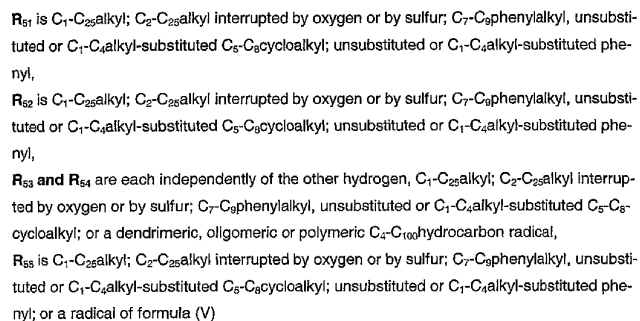 R₅₁ is C₁-C₂₅alkyl; C₂-C₂₅alkyl interrupted by oxygen or by sulfur; C₇-C₉phenylalkyl, unsubsti-
tuted or C₁-C₄alkyl-substituted C₅-C₈cycloalkyl; unsubstituted or C₁-C₄alkyl-substituted phe-
nyl,
R₅₂ is C₁-C₂₅alkyl; C₂-C₂₅alkyl interrupted by oxygen or by sulfur; C₇-C₉phenylalkyl, unsubsti-
tuted or C₁-C₄alkyl-substituted C₅-C₈cycloalkyl; unsubstituted or C₁-C₄alkyl-substituted phe-
nyl,
R₅₃ and R₅₄ are each independently of the other hydrogen, C₁-C₂₅alkyl; C₂-C₂₅alkyl interrup-
ted by oxygen or by sulfur; C₇-C₉phenylalkyl, unsubstituted or C₁-C₄alkyl-substituted C₅-C₈-
cycloalkyl; or a dendrimeric, oligomeric or polymeric C₄-C₁₀₀hydrocarbon radical,
R₅₅ is C₁-C₂₅alkyl; C₂-C₂₅alkyl interrupted by oxygen or by sulfur; C₇-C₉phenylalkyl, unsubsti-
tuted or C₁-C₄alkyl-substituted C₅-C₈cycloalkyl; unsubstituted or C₁-C₄alkyl-substituted phe-
nyl; or a radical of formula (V)